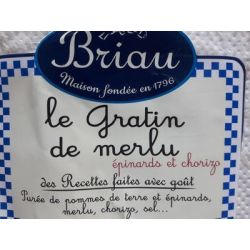 Briau
Maison fondée en 1796
le Gratin
de merlu
épinards et chorizo
des Recettes faites avec goût
Purée de pommes de terre et épinards,
merlu, chorizo, sel...